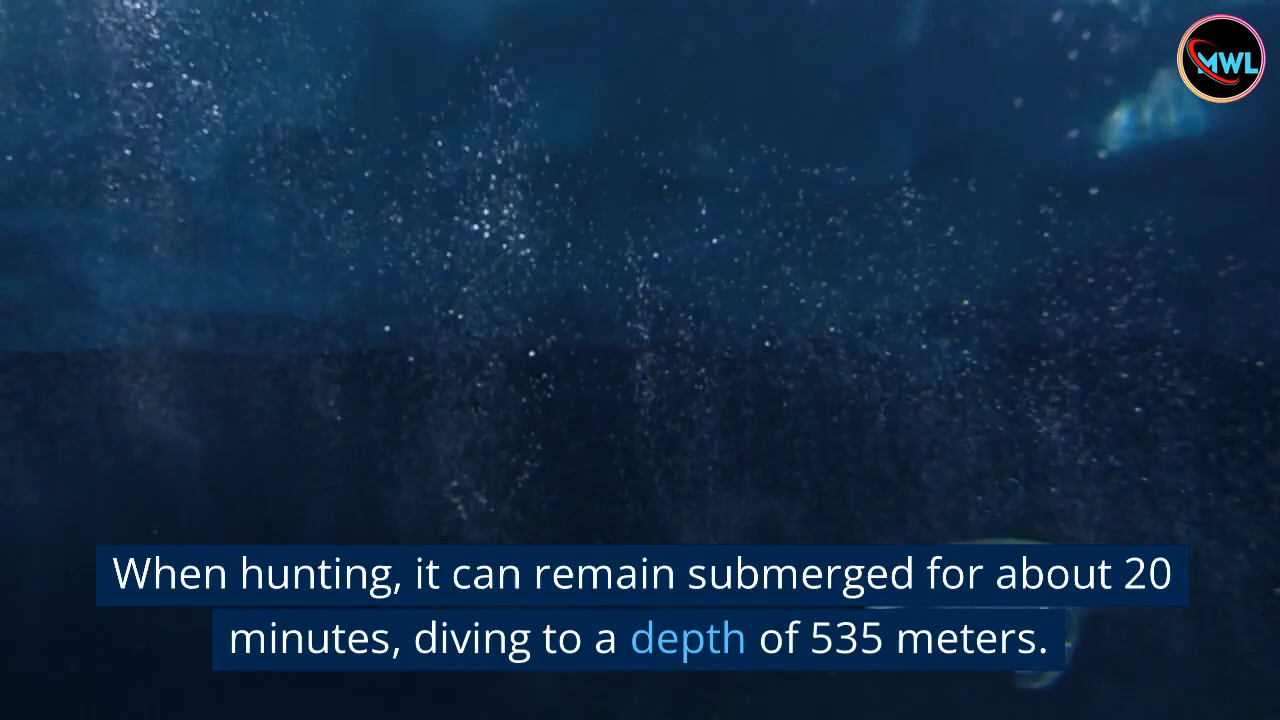 MWL
When hunting, it can remain submerged for about 20
minutes, diving to a depth of 535 meters.